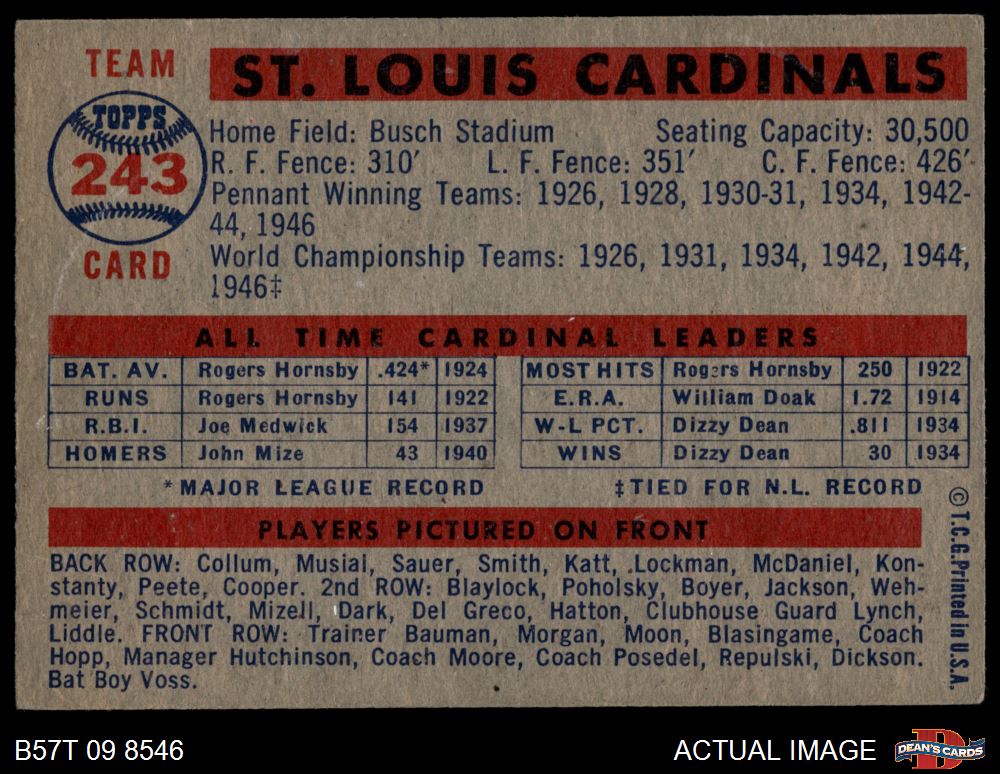 TEAM
TOPPS
243
CARD
ST. LOUIS CARDINALS
Home Field: Busch Stadium Seating Capacity: 30,500
R. F. Fence: 310′ L. F. Fence: 351′ C. F. Fence: 426′
Pennant Winning Teams: 1926, 1928, 1930-31, 1934, 1942-
44, 1946
World Championship Teams: 1926, 1931, 1934, 1942, 1944,
1946‡
ALL TIME CARDINAL LEADERS
BAT. AV. Rogers Hornsby .424* 1924 MOST HITS Rogers Hornsby 250 1922
RUNS Rogers Hornsby 141 1922 E.R.A. William Doak 1.72 1914
R.B.I. Joe Medwick 154 1937 W-L PCT. Dizzy Dean .811 1934
HOMERS John Mize 43 1940 WINS Dizzy Dean 30 1934
*MAJOR LEAGUE RECORD ‡TIED FOR N.L. RECORD
PLAYERS PICTURED ON FRONT
BACK ROW: Collum, Musial, Sauer, Smith, Katt, Lockman, McDaniel, Kon-
stanty, Peete, Cooper. 2nd ROW: Blaylock, Poholsky, Boyer, Jackson, Weh-
meier, Schmidt, Mizell, Dark, Del Greco, Hatton, Clubhouse Guard Lynch,
Liddle. FRONT ROW: Trainer Bauman, Morgan, Moon, Blasingame, Coach
Hopp, Manager Hutchinson, Coach Moore, Coach Posedel, Repulski, Dickson.
Bat Boy Voss.
© T.C.G. Printed in U.S.A.
B57T 09 8546
ACTUAL IMAGE
DEAN'S CARDS